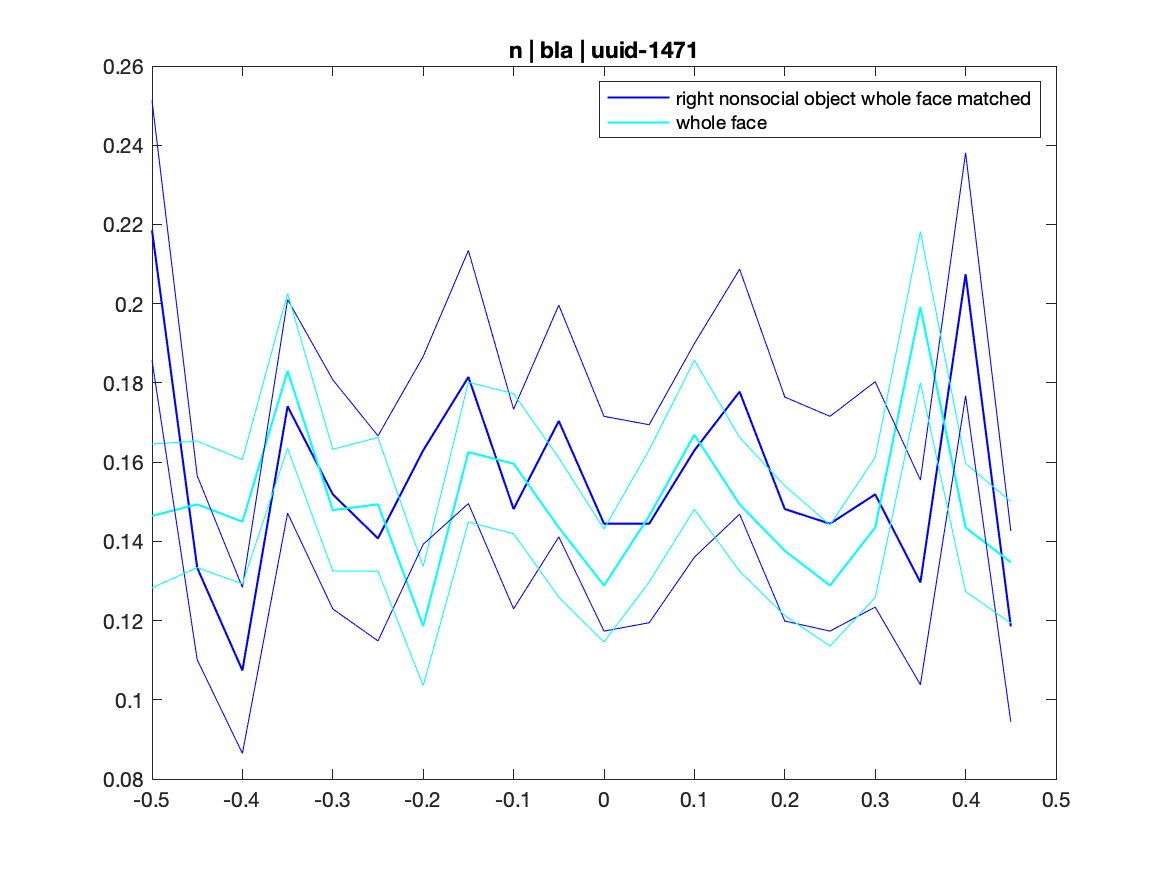 n | bla | uuid-1471
right nonsocial object whole face matched
whole face
0.26
0.24
0.22
0.2
0.18
0.16
0.14
0.12
0.1
0.08
-0.5 -0.4 -0.3 -0.2 -0.1 0 0.1 0.2 0.3 0.4 0.5